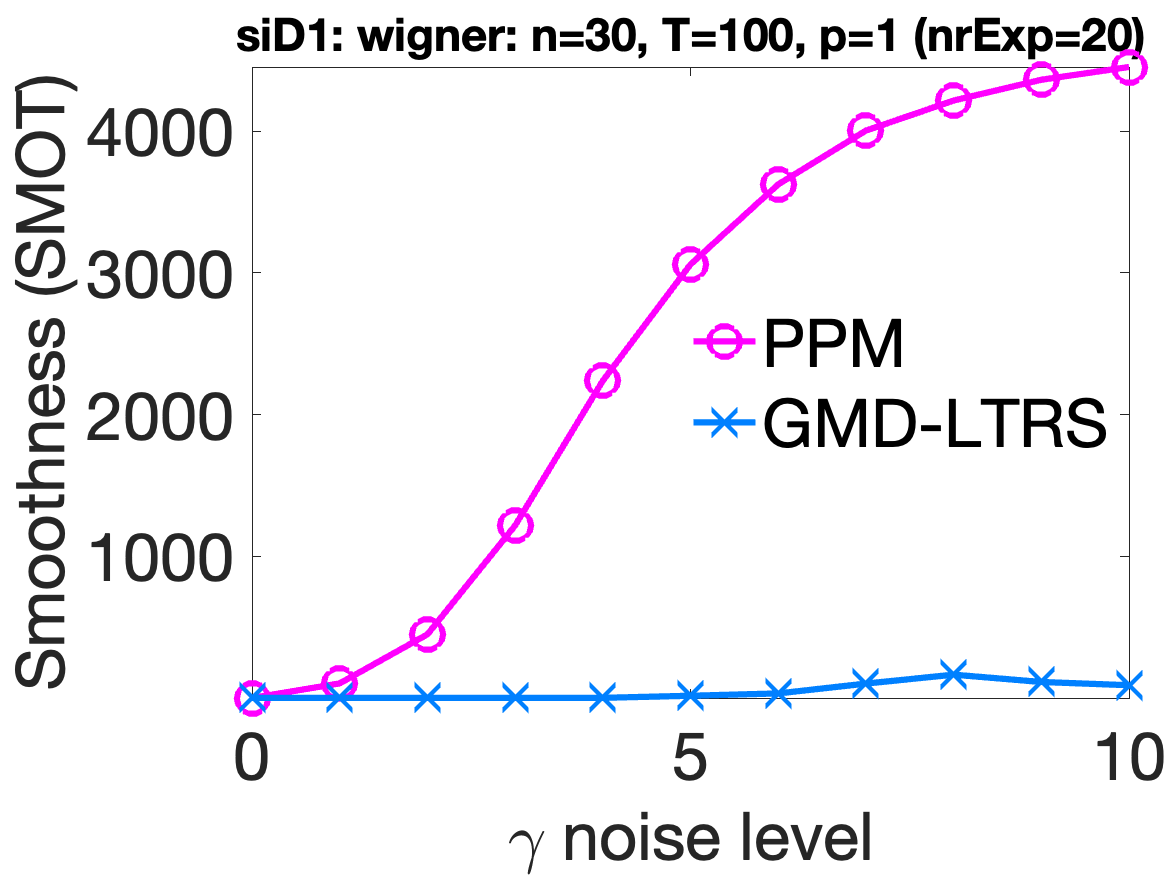 siD1: wigner: n=30, T=100, p=1 (nrExp=20)
Smoothness (SMOT)
4000
3000
2000
1000
PPM
GMD-LTRS
0 5 10
γ noise level